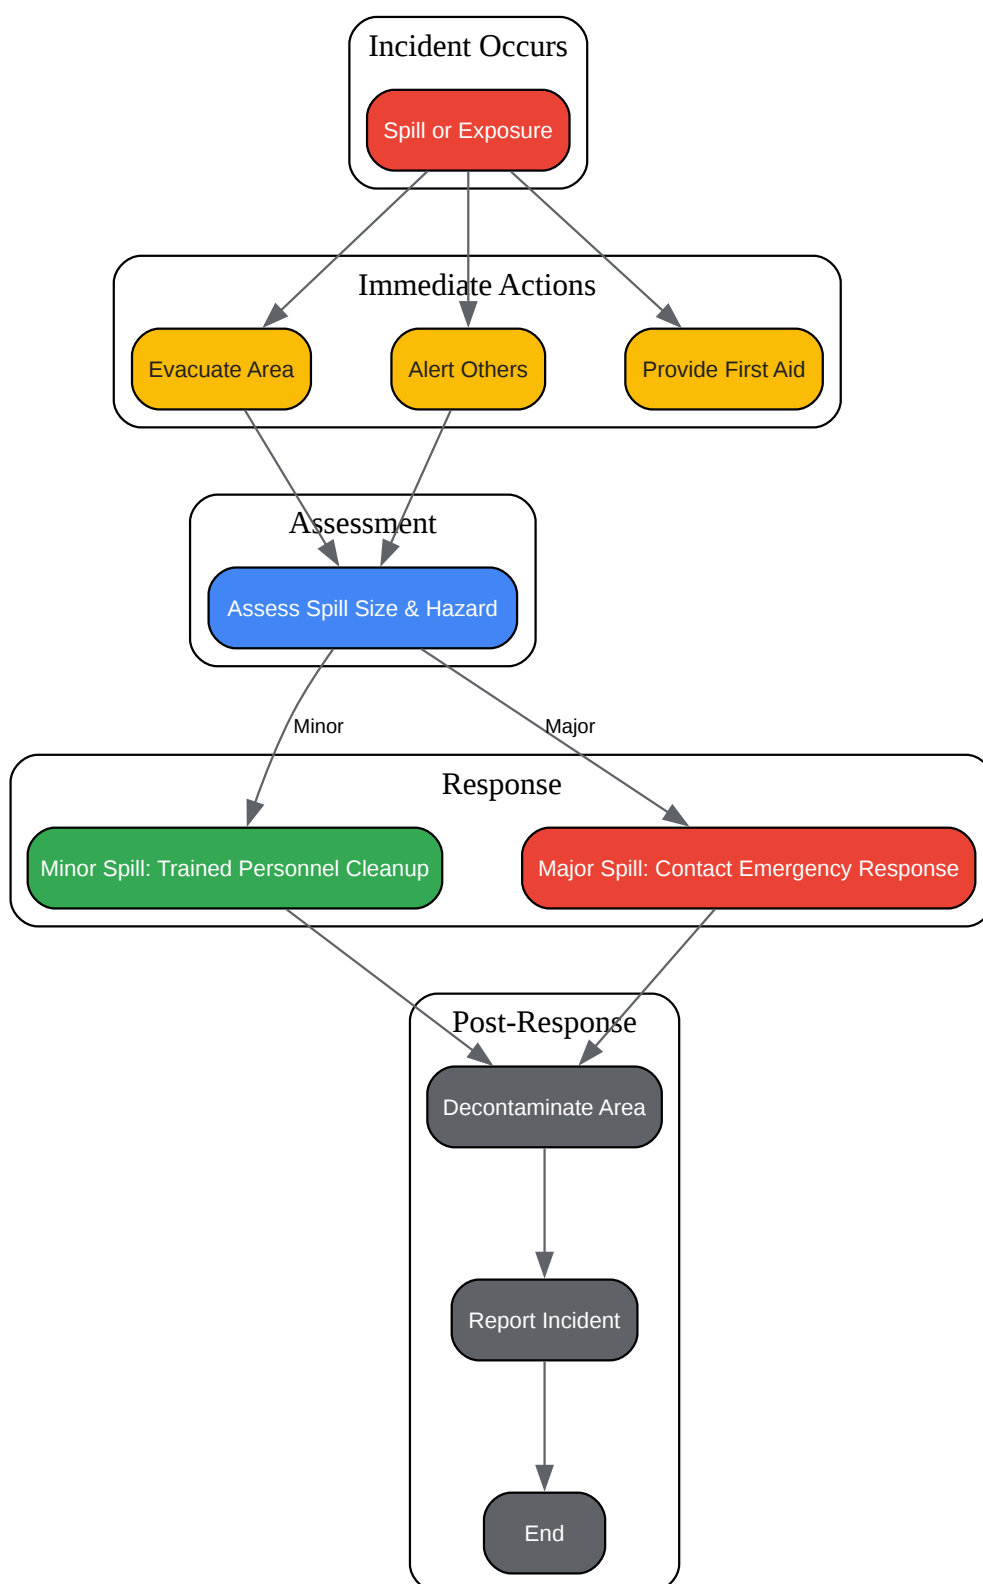 Incident Occurs
Spill or Exposure
Immediate Actions
Evacuate Area
Alert Others
Provide First Aid
Assessment
Assess Spill Size & Hazard
Minor
Major
Response
Minor Spill: Trained Personnel Cleanup
Major Spill: Contact Emergency Response
Post-Response
Decontaminate Area
Report Incident
End